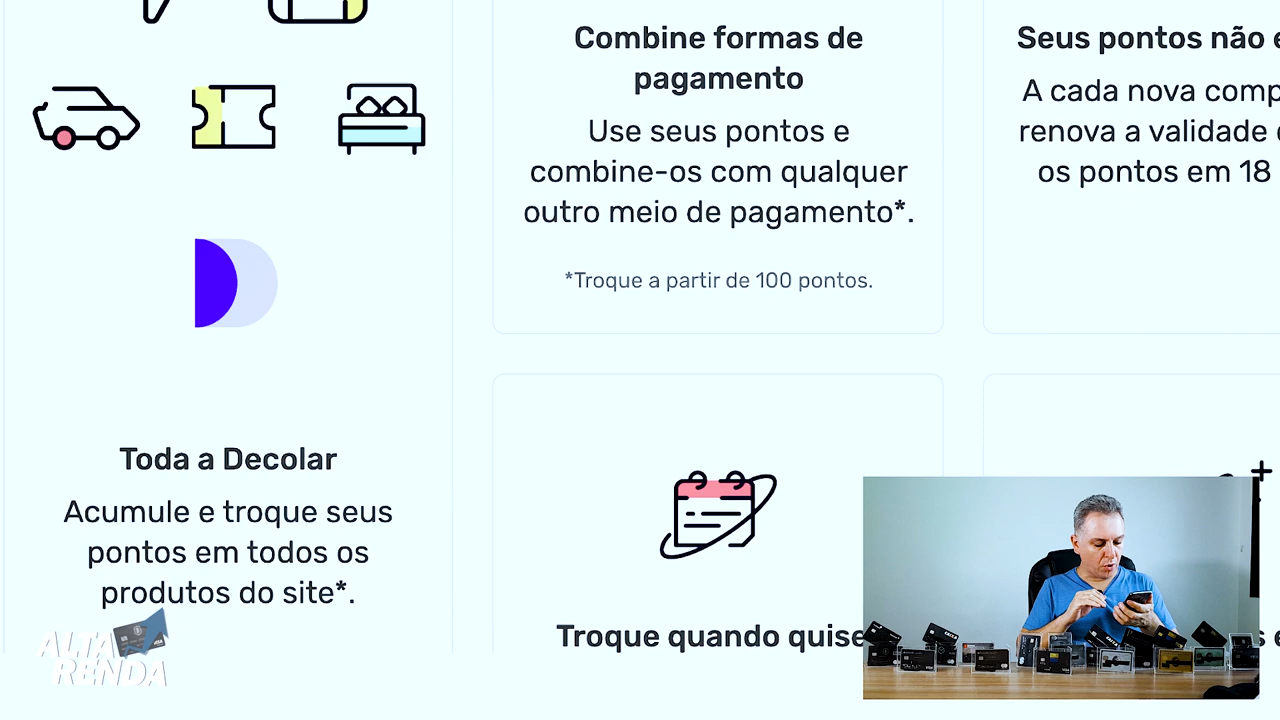 Combine formas de
pagamento
Use seus pontos e
combine-os com qualquer
outro meio de pagamento*.
*Troque a partir de 100 pontos.
Seus pontos não
A cada nova
renova a validade
os pontos em 18
Toda a Decolar
Acumule e troque seus
pontos em todos os
produtos do site*.
Troque quando
ALTA
RENDA